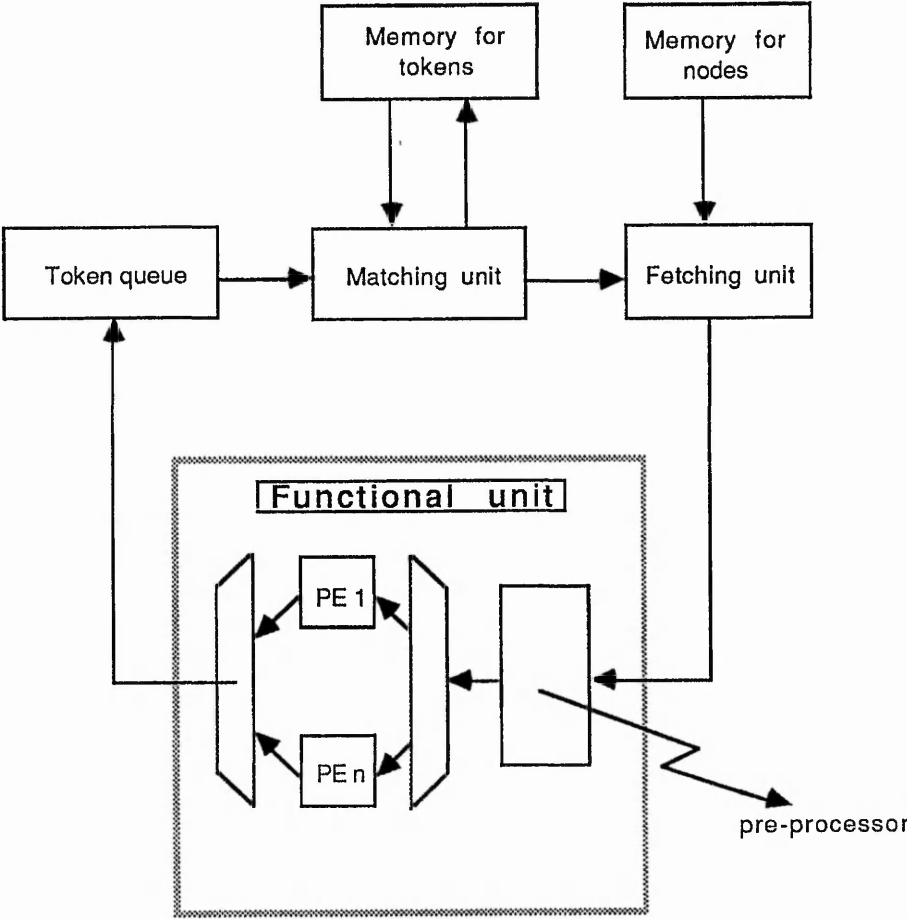 Memory for
tokens
Memory for
nodes
Token queue
Matching unit
Fetching unit
Functional unit
PE 1
PE n
pre-processor